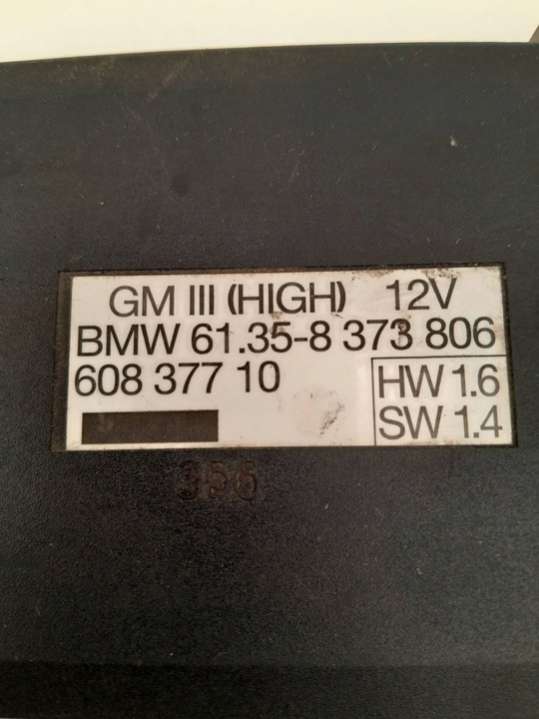 GM III (HIGH) 12V
BMW 61.35-8 373 806
608 377 10
HW 1.6
SW 1.4
356